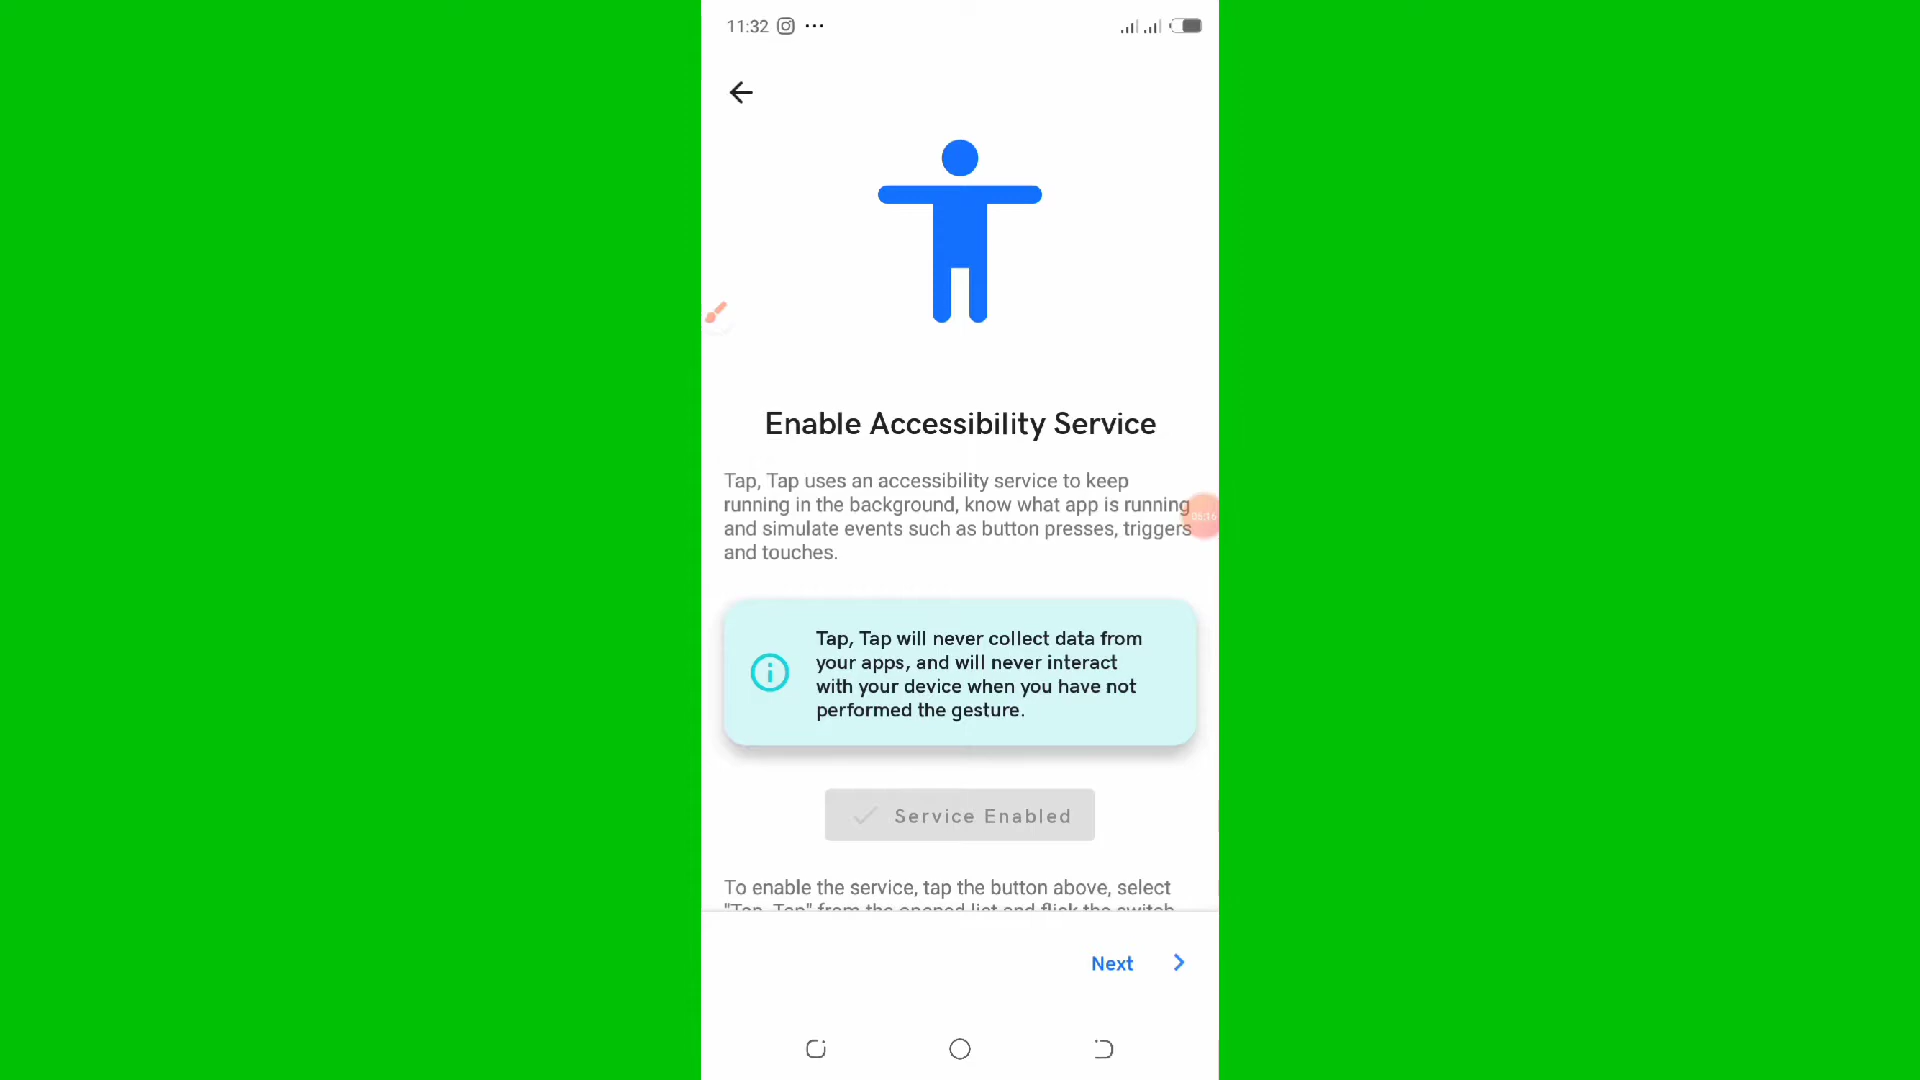 11:32
Enable Accessibility Service
Tap, Tap uses an accessibility service to keep
running in the background, know what app is running
and simulate events such as button presses, triggers
and touches.
05:16
Tap, Tap will never collect data from
your apps, and will never interact
with your device when you have not
performed the gesture.
Service Enabled
To enable the service, tap the button above, select
"Tap, Tap" from the opened list and flick the switch
Next